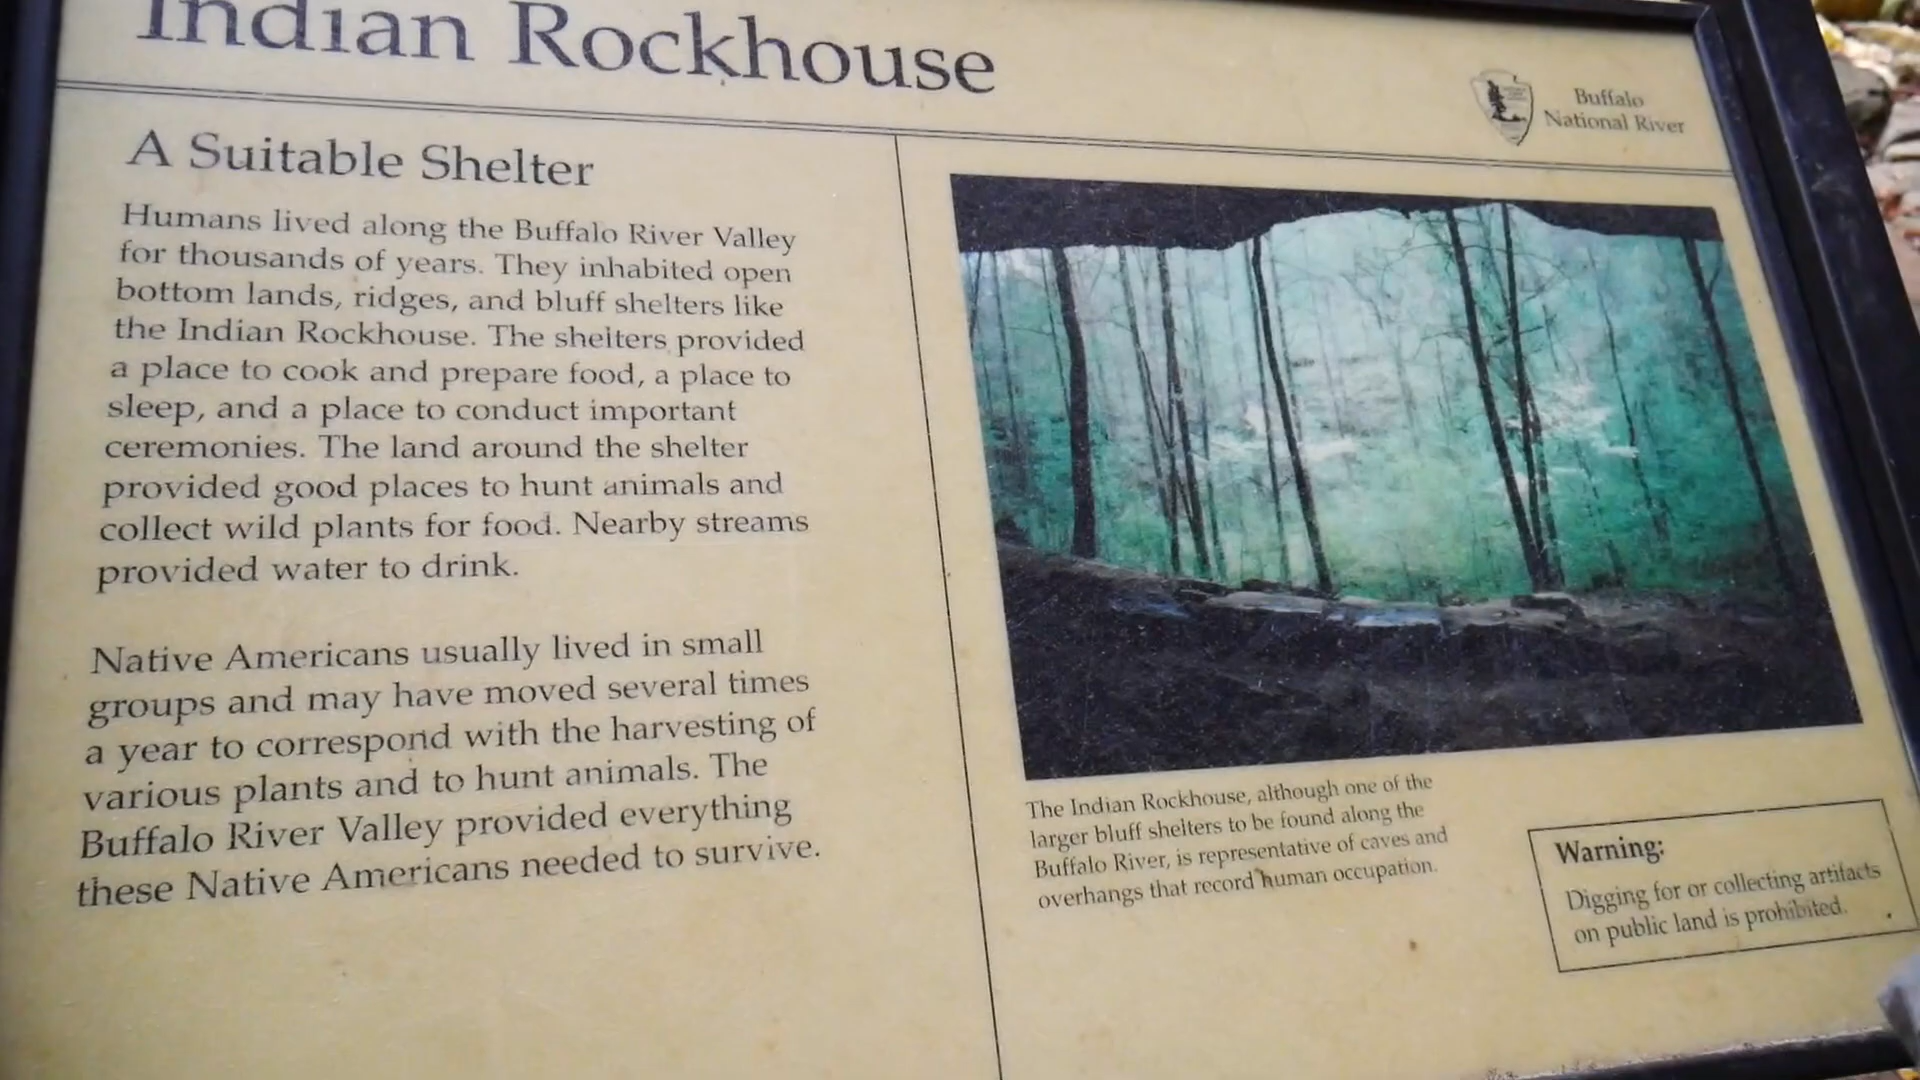 Indian Rockhouse
Buffalo
National River
A Suitable Shelter
Humans lived along the Buffalo River Valley
for thousands of years. They inhabited open
bottom lands, ridges, and bluff shelters like
the Indian Rockhouse. The shelters provided
a place to cook and prepare food, a place to
sleep, and a place to conduct important
ceremonies. The land around the shelter
provided good places to hunt animals and
collect wild plants for food. Nearby streams
provided water to drink.
Native Americans usually lived in small
groups and may have moved several times
a year to correspond with the harvesting of
various plants and to hunt animals. The
Buffalo River Valley provided everything
these Native Americans needed to survive.
The Indian Rockhouse, although one of the
larger bluff shelters to be found along the
Buffalo River, is representative of caves and
overhangs that record human occupation.
Warning:
Digging for or collecting artifacts
on public land is prohibited.